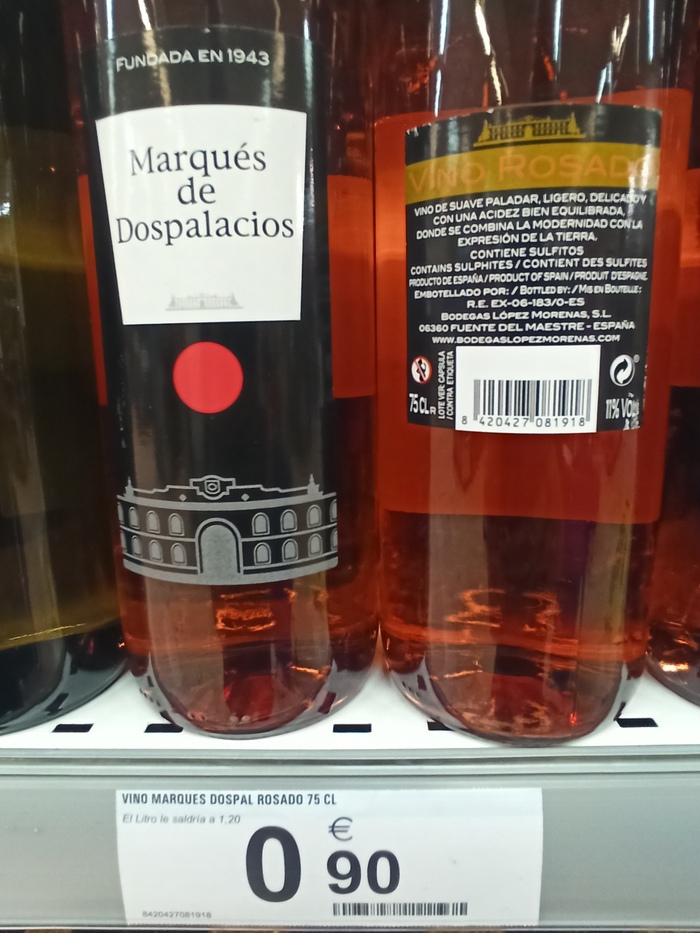 FUNDADA EN 1943
Marqués
de
Dospalacios
VINO ROSADO
VINO DE SUAVE PALADAR, LIGERO, DELICADO Y
CON UNA ACIDEZ BIEN EQUILIBRADA,
DONDE SE COMBINA LA MODERNIDAD CON LA
EXPRESIÓN DE LA TIERRA.
CONTIENE SULFITOS
CONTAINS SULPHITES / CONTIENT DES SULFITES
PRODUCTO DE ESPAÑA / PRODUCT OF SPAIN / PRODUIT D'ESPAGNE
EMBOTELLADO POR: / BOTTLED BY: / MIS EN BOUTEILLE:
R.E. EX-06-183/0-ES
BODEGAS LÓPEZ MORENAS, S.L.
06360 FUENTE DEL MAESTRE - ESPAÑA
WWW.BODEGASLOPEZMORENAS.COM
LOTE VER: CAPSULA
/ CONTRA ETIQUETA
75 CL.
11% VOL
8 420427 081918
VINO MARQUES DOSPAL ROSADO 75 CL
El Litro le saldría a 1,20
0 € 90
8420427081918